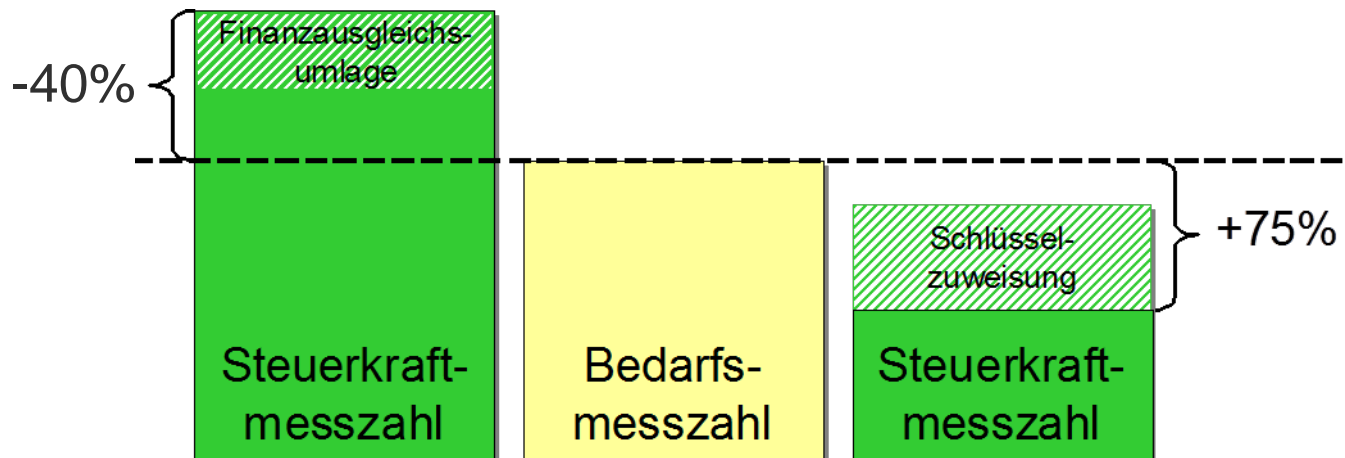 Finanzausgleichs-
umlage
-40%
Schlüssel-
zuweisung
+75%
Steuerkraft-
messzahl
Bedarfs-
messzahl
Steuerkraft-
messzahl